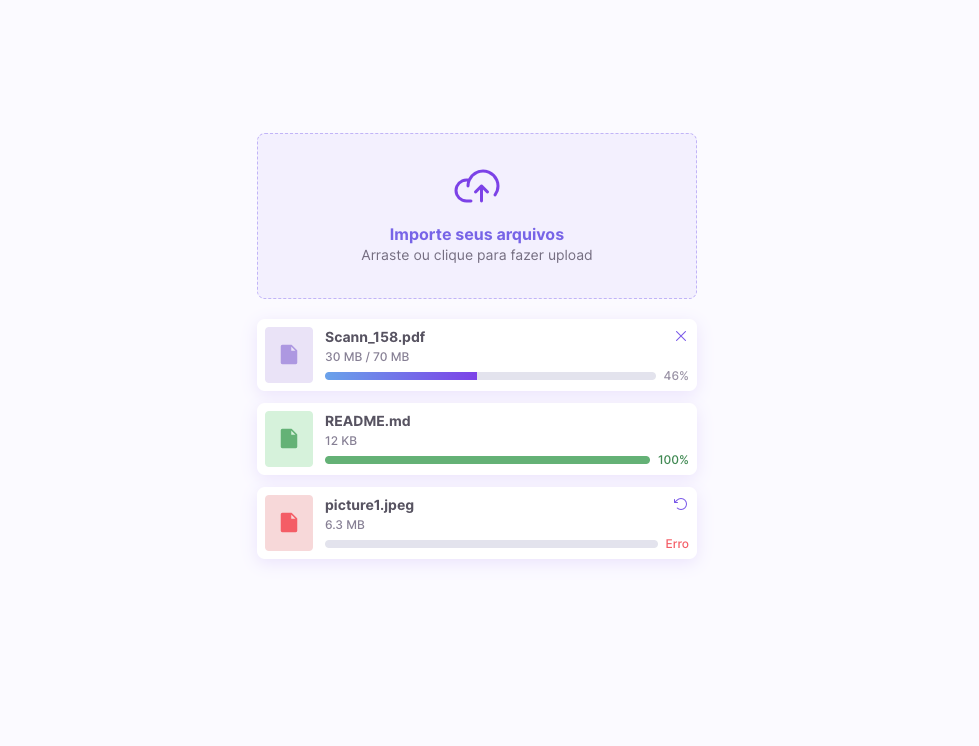 Importe seus arquivos
Arraste ou clique para fazer upload
Scann_158.pdf
30 MB / 70 MB
46%
README.md
12 KB
100%
picture1.jpeg
6.3 MB
Erro